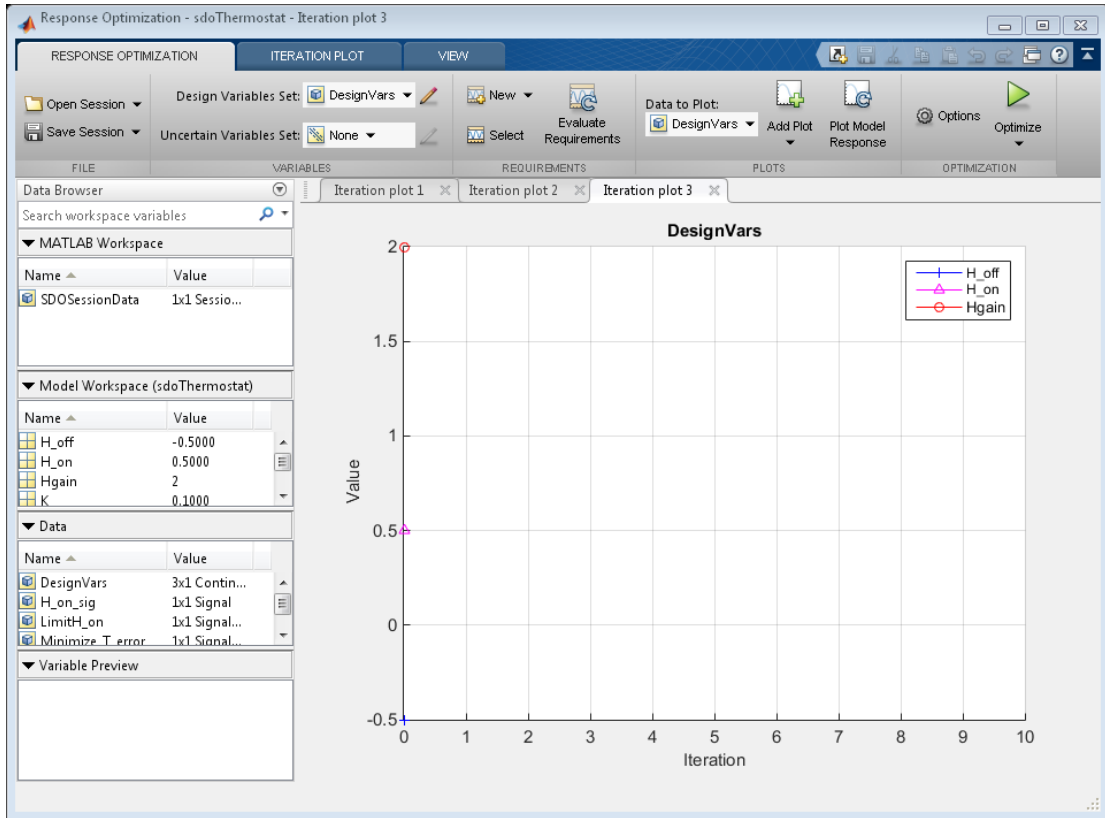 Response Optimization - sdoThermostat - Iteration plot 3
RESPONSE OPTIMIZATION ITERATION PLOT VIEW
Open Session Design Variables Set: DesignVars New Evaluate Requirements Data to Plot: DesignVars Add Plot Plot Model Response Options Optimize
Save Session Uncertain Variables Set: None Select
FILE VARIABLES REQUIREMENTS PLOTS OPTIMIZATION
Data Browser
Search workspace variables
MATLAB Workspace
Name Value
SDOSessionData 1x1 Sessio...
Model Workspace (sdoThermostat)
Name Value
H_off -0.5000
H_on 0.5000
Hgain 2
K 0.1000
Data
Name Value
DesignVars 3x1 Contin...
H_on_sig 1x1 Signal
LimitH_on 1x1 Signal...
Minimize_T_error 1x1 Signal...
Variable Preview
Iteration plot 1 Iteration plot 2 Iteration plot 3
DesignVars
H_off
H_on
Hgain
2
1.5
1
0.5
0
-0.5
Value
0 1 2 3 4 5 6 7 8 9 10
Iteration